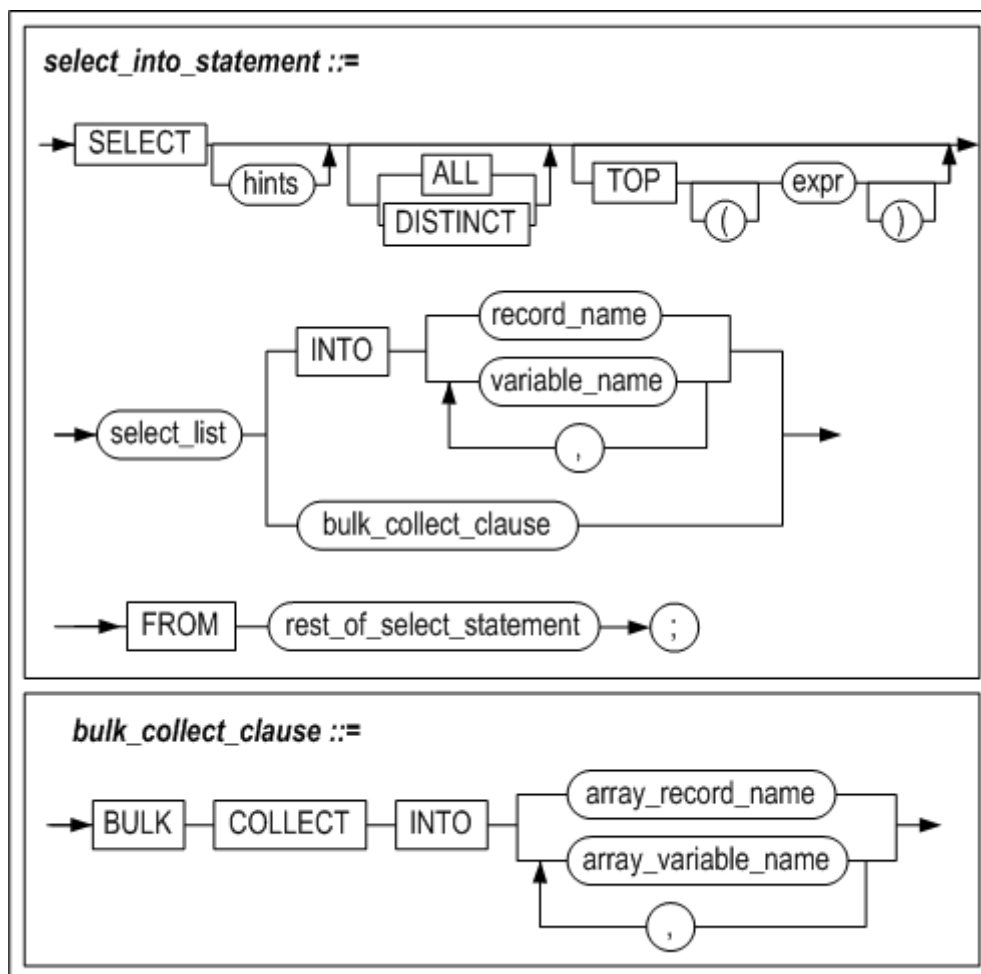 select_into_statement ::=
SELECT hints ALL DISTINCT TOP ( expr )
select_list INTO record_name variable_name ,
bulk_collect_clause
FROM rest_of_select_statement ;
bulk_collect_clause ::=
BULK COLLECT INTO array_record_name array_variable_name ,